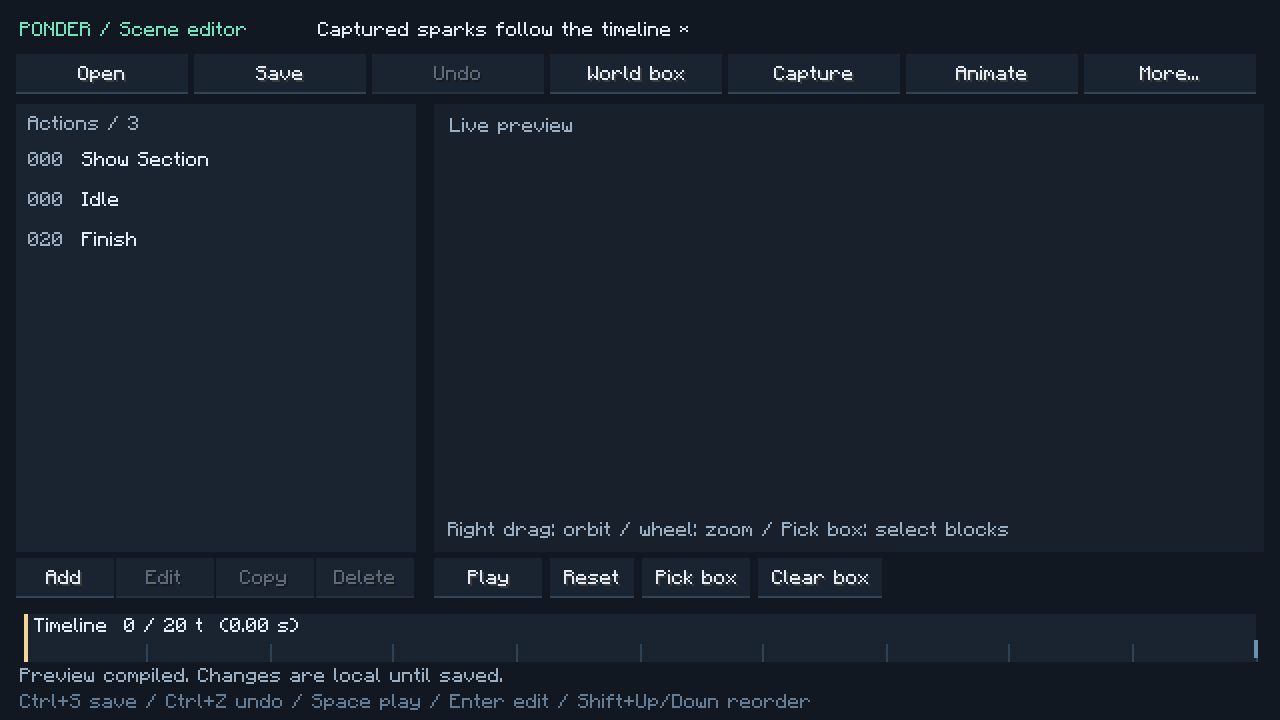 PONDER / Scene editor
Captured sparks follow the timeline *
Open
Save
Undo
World box
Capture
Animate
More...
Actions / 3
000 Show Section
000 Idle
020 Finish
Live preview
Right drag: orbit / wheel: zoom / Pick box: select blocks
Add
Edit
Copy
Delete
Play
Reset
Pick box
Clear box
Timeline 0 / 20 t (0.00 s)
Preview compiled. Changes are local until saved.
Ctrl+S save / Ctrl+Z undo / Space play / Enter edit / Shift+Up/Down reorder